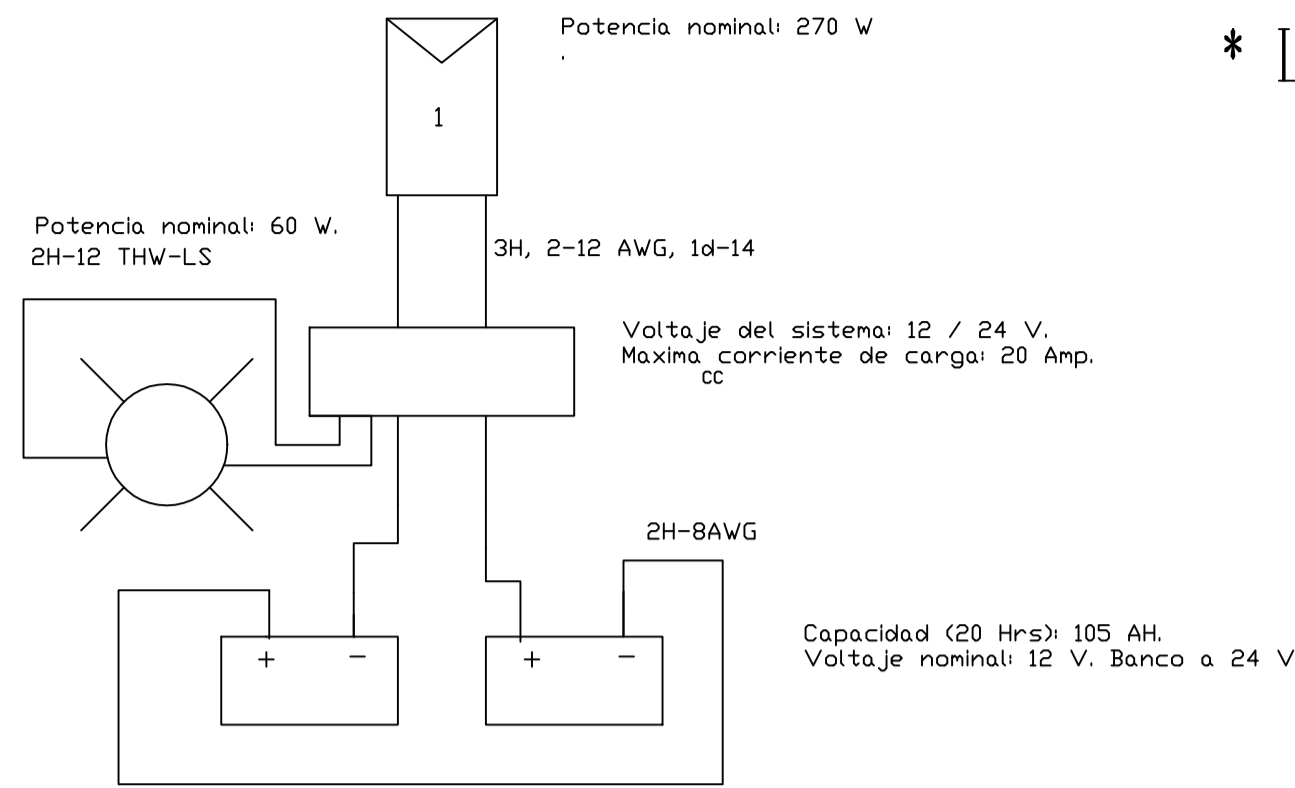 Potencia nominal: 270 W
.
*
1
Potencia nominal: 60 W.
2H-12 THW-LS
3H, 2-12 AWG, 1d-14
Voltaje del sistema: 12 / 24 V.
Maxima corriente de carga: 20 Amp.
CC
2H-8AWG
+ − + −
Capacidad (20 Hrs): 105 AH.
Voltaje nominal: 12 V. Banco a 24 V